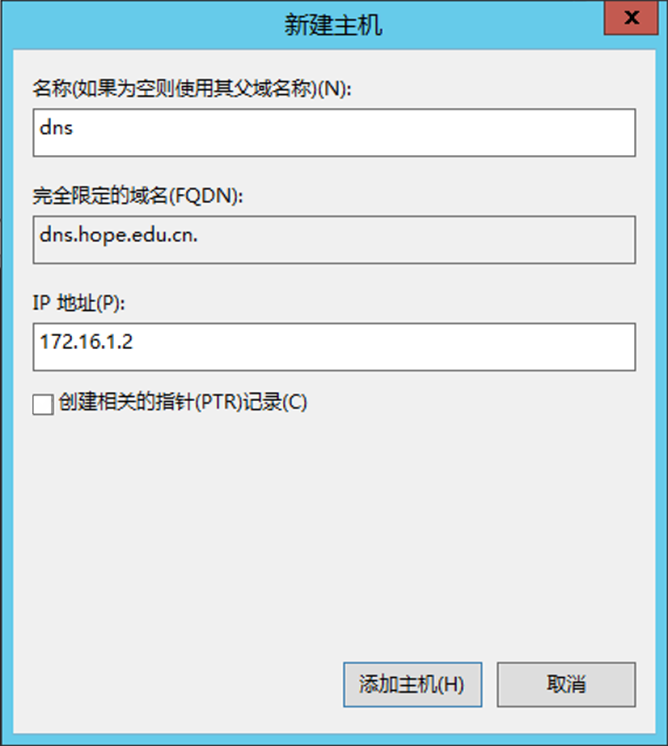 新建主机
x
名称(如果为空则使用其父域名称)(N):
dns
完全限定的域名(FQDN):
dns.hope.edu.cn.
IP 地址(P):
172.16.1.2
创建相关的指针(PTR)记录(C)
添加主机(H)
取消